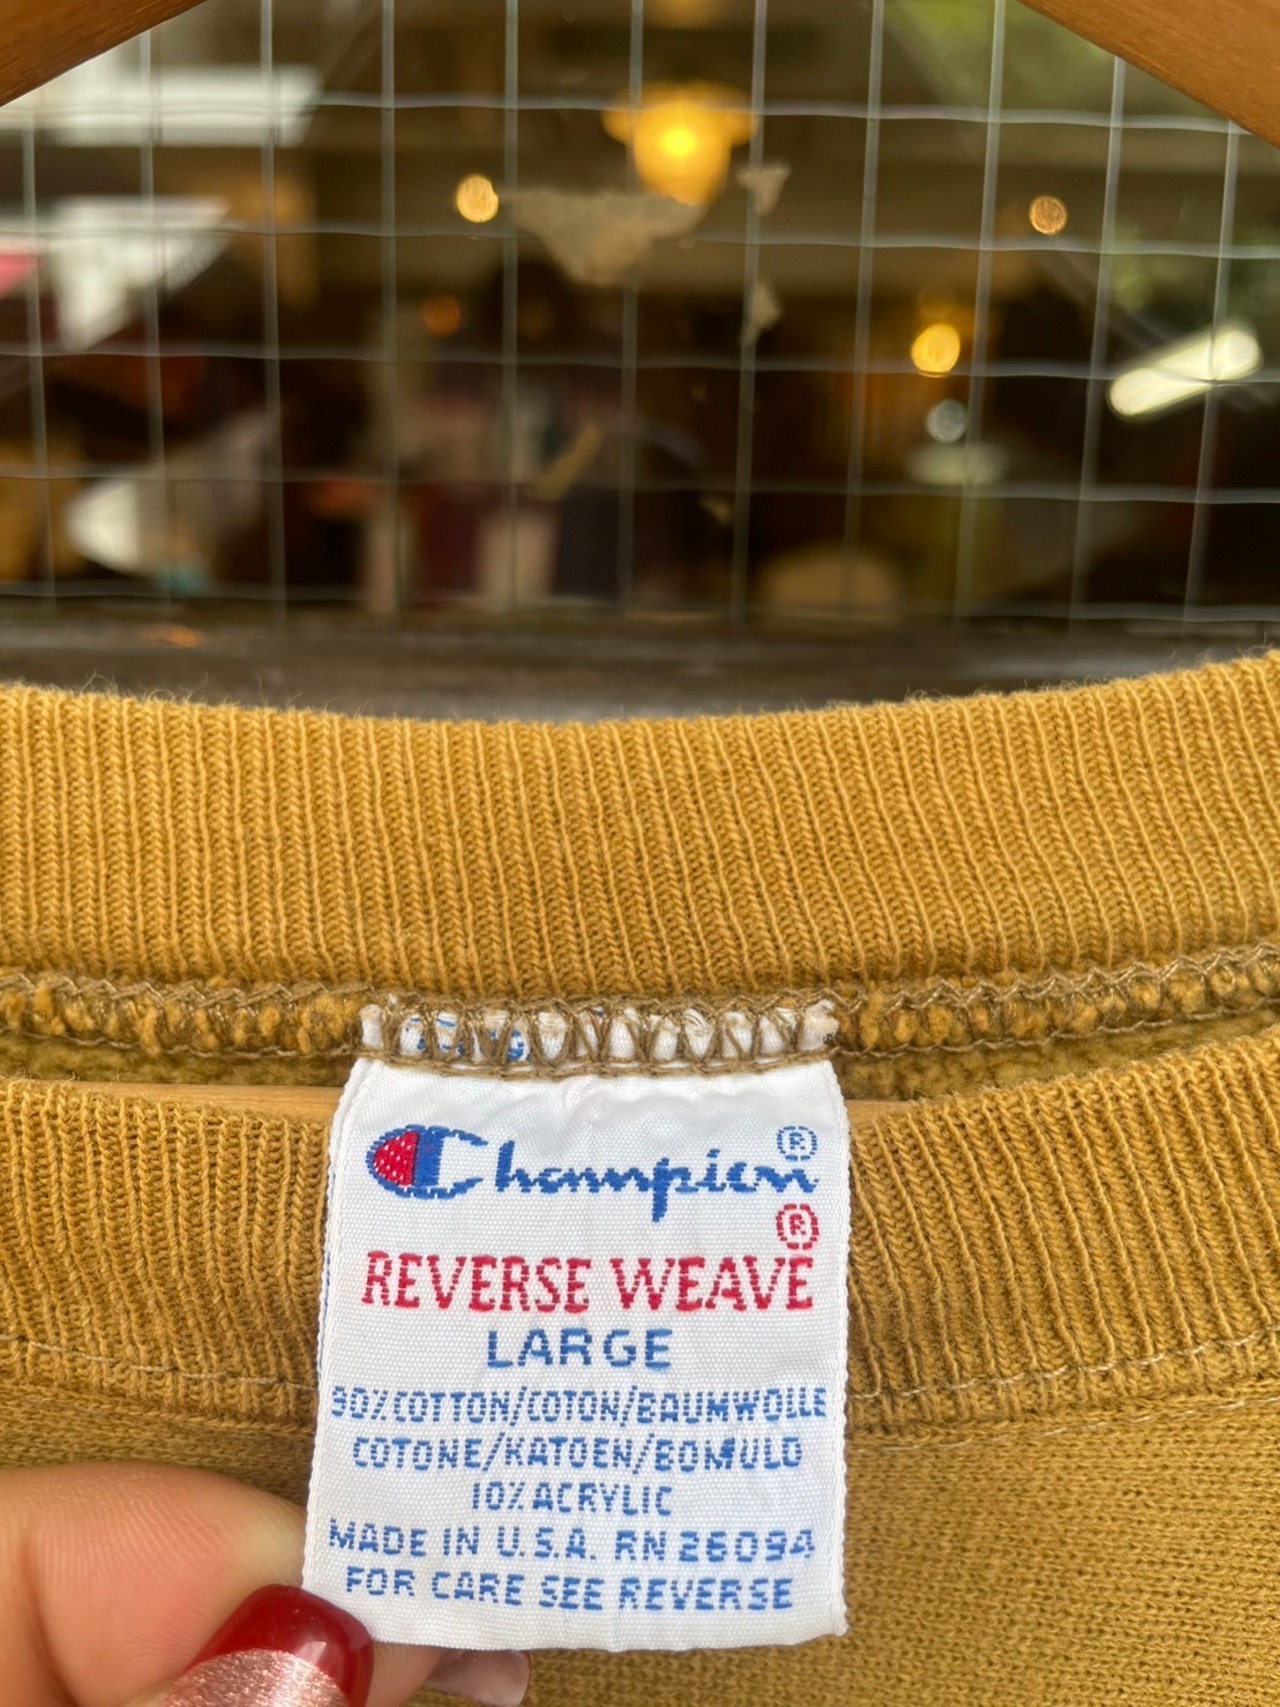 Champion®
®
REVERSE WEAVE
LARGE
90% COTTON/COTON/BAUMWOLLE
COTONE/KATOEN/BOMULD
10% ACRYLIC
MADE IN U.S.A. RN 26094
FOR CARE SEE REVERSE